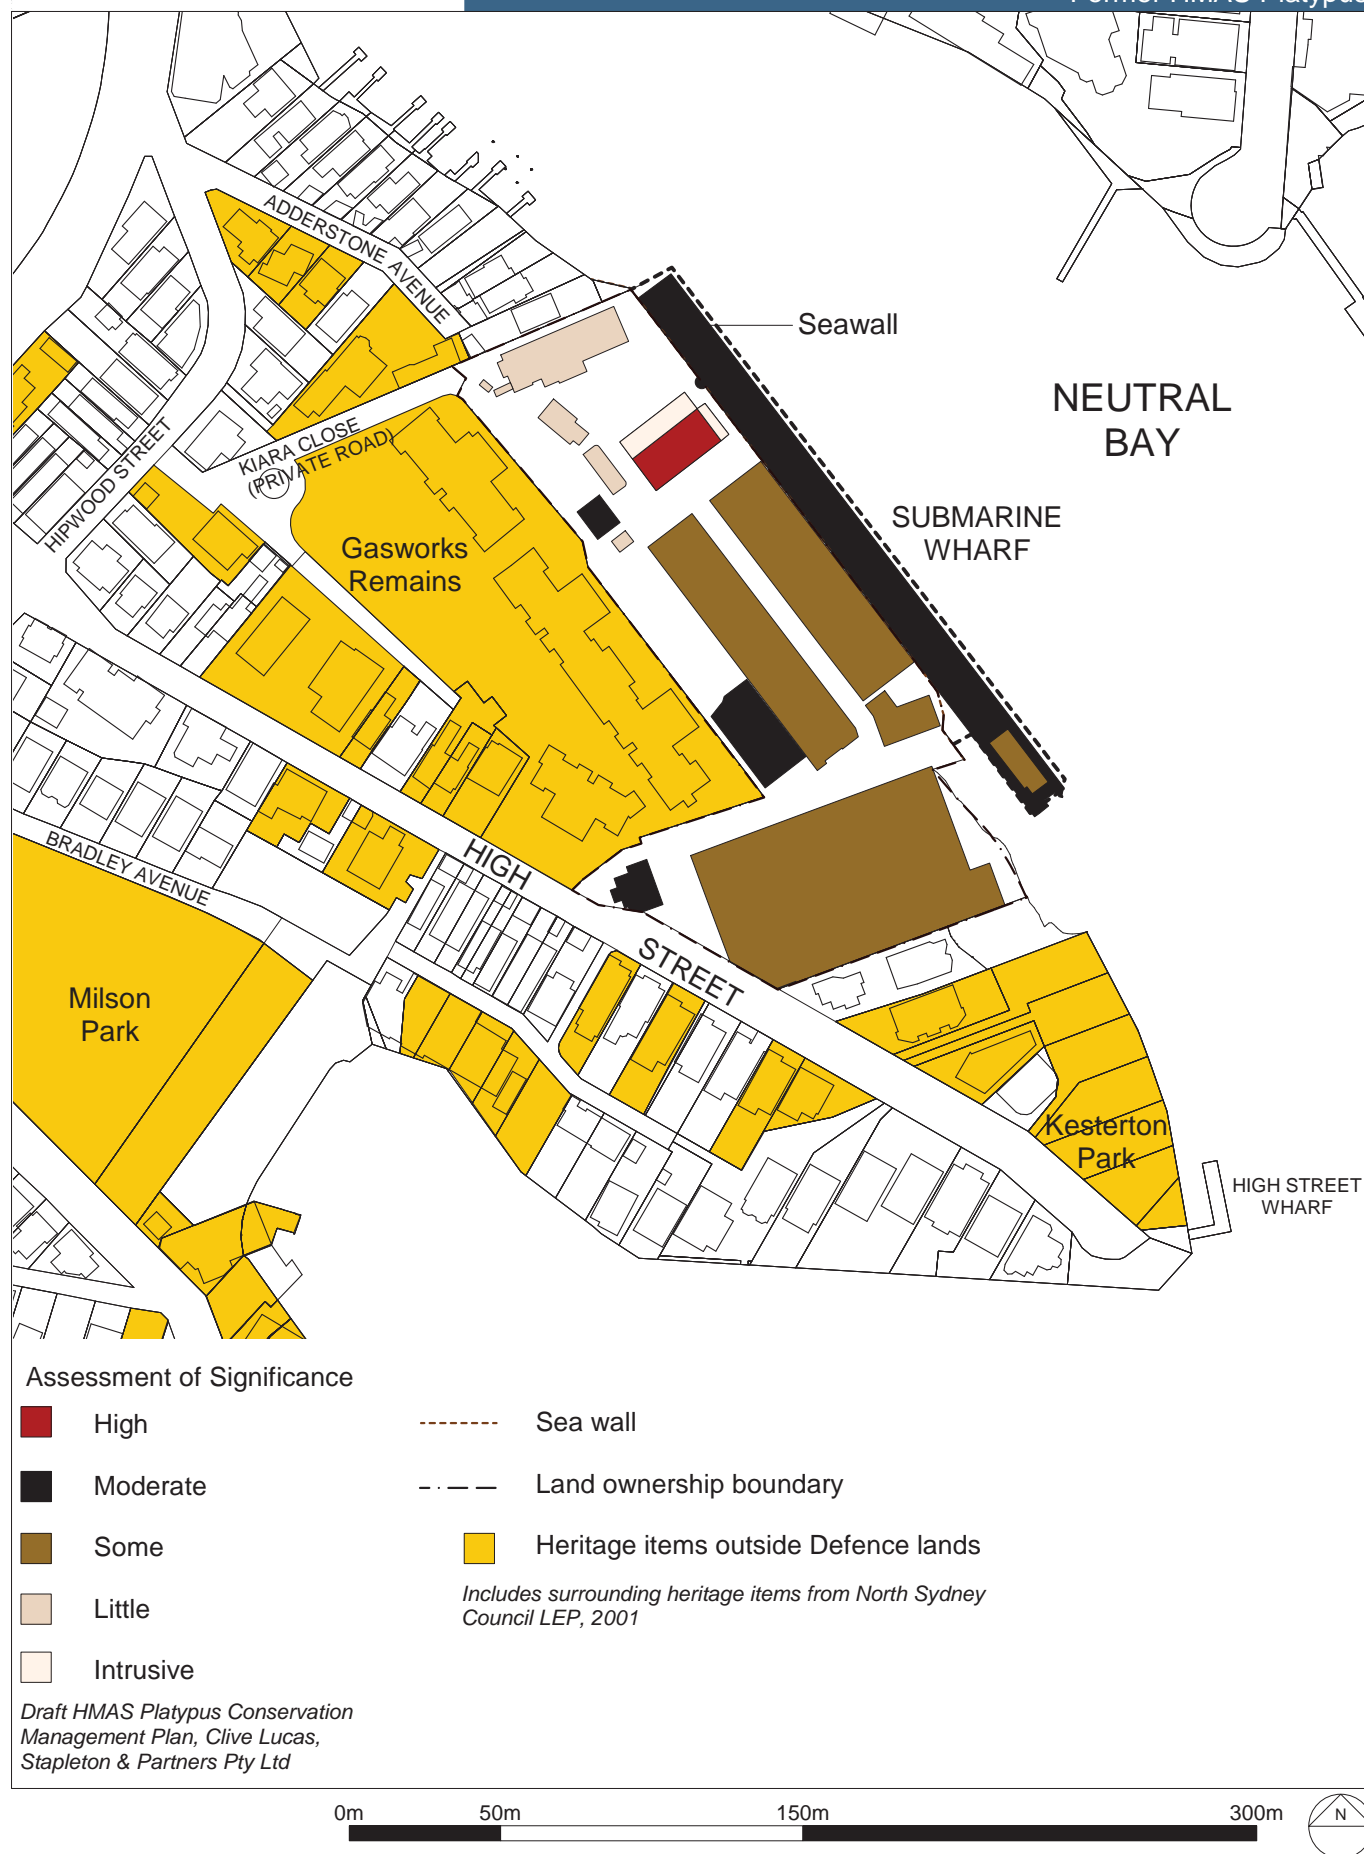 Former HMAS Platypus
ADDERSTONE AVENUE
Seawall
NEUTRAL
BAY
KIARA CLOSE
(PRIVATE ROAD)
HIPWOOD STREET
SUBMARINE
WHARF
Gasworks
Remains
BRADLEY AVENUE
HIGH
STREET
Milson
Park
Kesterton
Park
HIGH STREET
WHARF
Assessment of Significance
High
Moderate
Some
Little
Intrusive
Draft HMAS Platypus Conservation
Management Plan, Clive Lucas,
Stapleton & Partners Pty Ltd
Sea wall
Land ownership boundary
Heritage items outside Defence lands
Includes surrounding heritage items from North Sydney
Council LEP, 2001
0m
50m
150m
300m
N